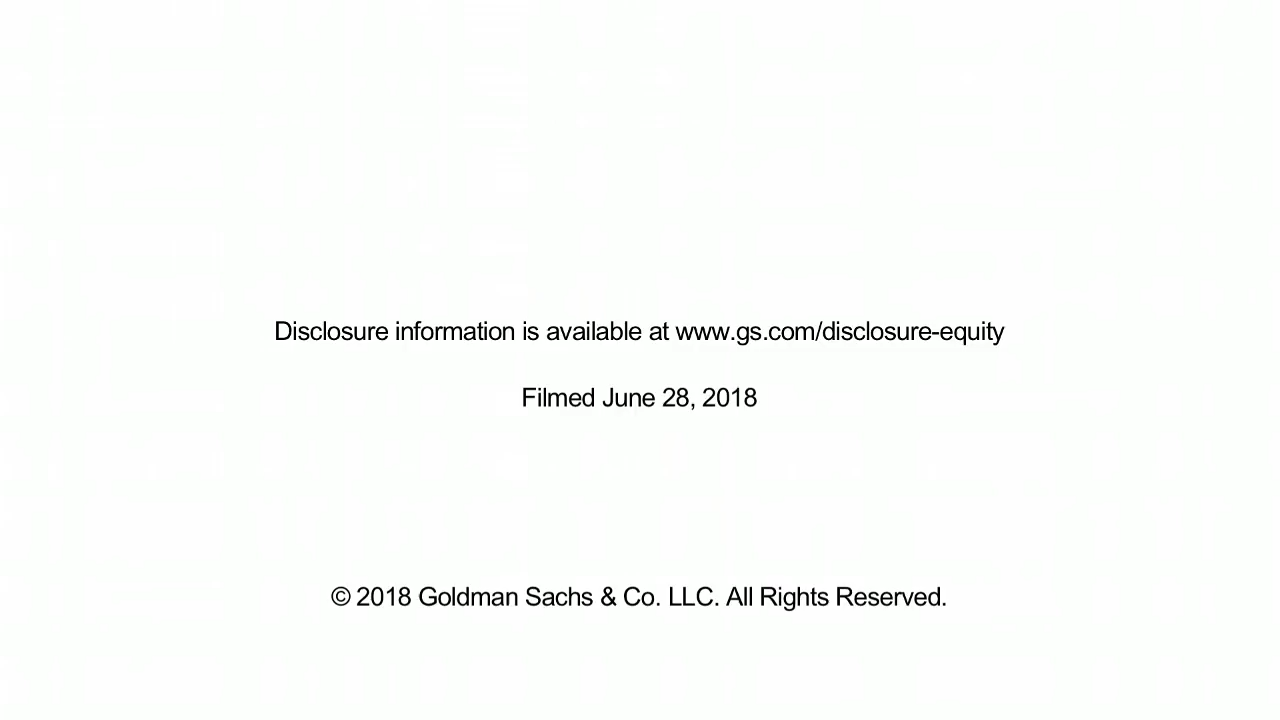 Disclosure information is available at www.gs.com/disclosure-equity
Filmed June 28, 2018
© 2018 Goldman Sachs & Co. LLC. All Rights Reserved.